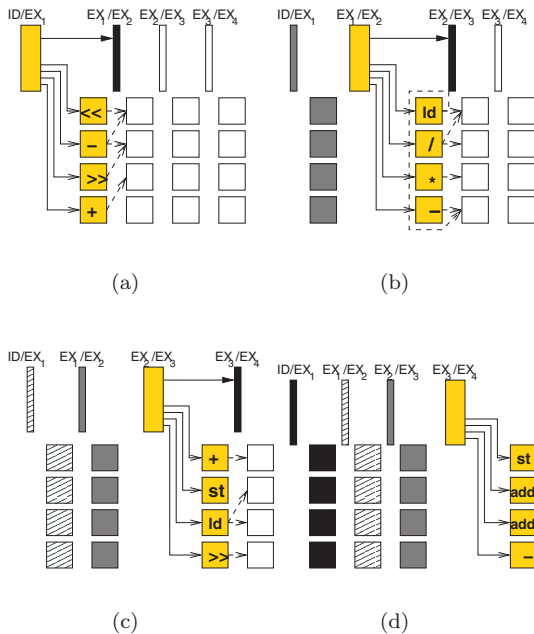 ID/EX1 EX1/EX2 EX2/EX3 EX3/EX4
<<
-
>>
+
(a)
ID/EX1 EX1/EX2 EX2/EX3 EX3/EX4
ld
/
*
-
(b)
ID/EX1 EX1/EX2 EX2/EX3 EX3/EX4
+
st
ld
>>
(c)
ID/EX1 EX1/EX2 EX2/EX3 EX3/EX4
st
add
add
-
(d)